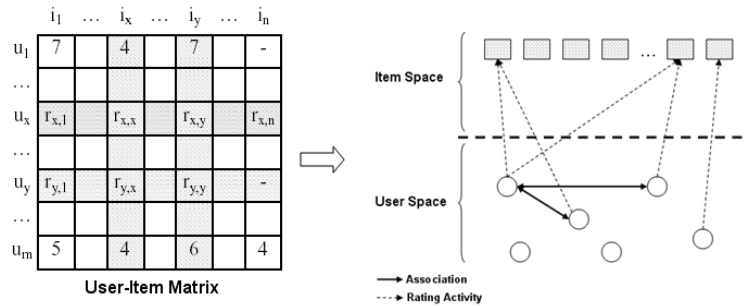 i1 … ix … iy … in
u1 7 4 7 -
…
ux rx,1 rx,x rx,y rx,n
…
uy ry,1 ry,x ry,y -
…
um 5 4 6 4
User-Item Matrix
...
Item Space
User Space
Association
Rating Activity